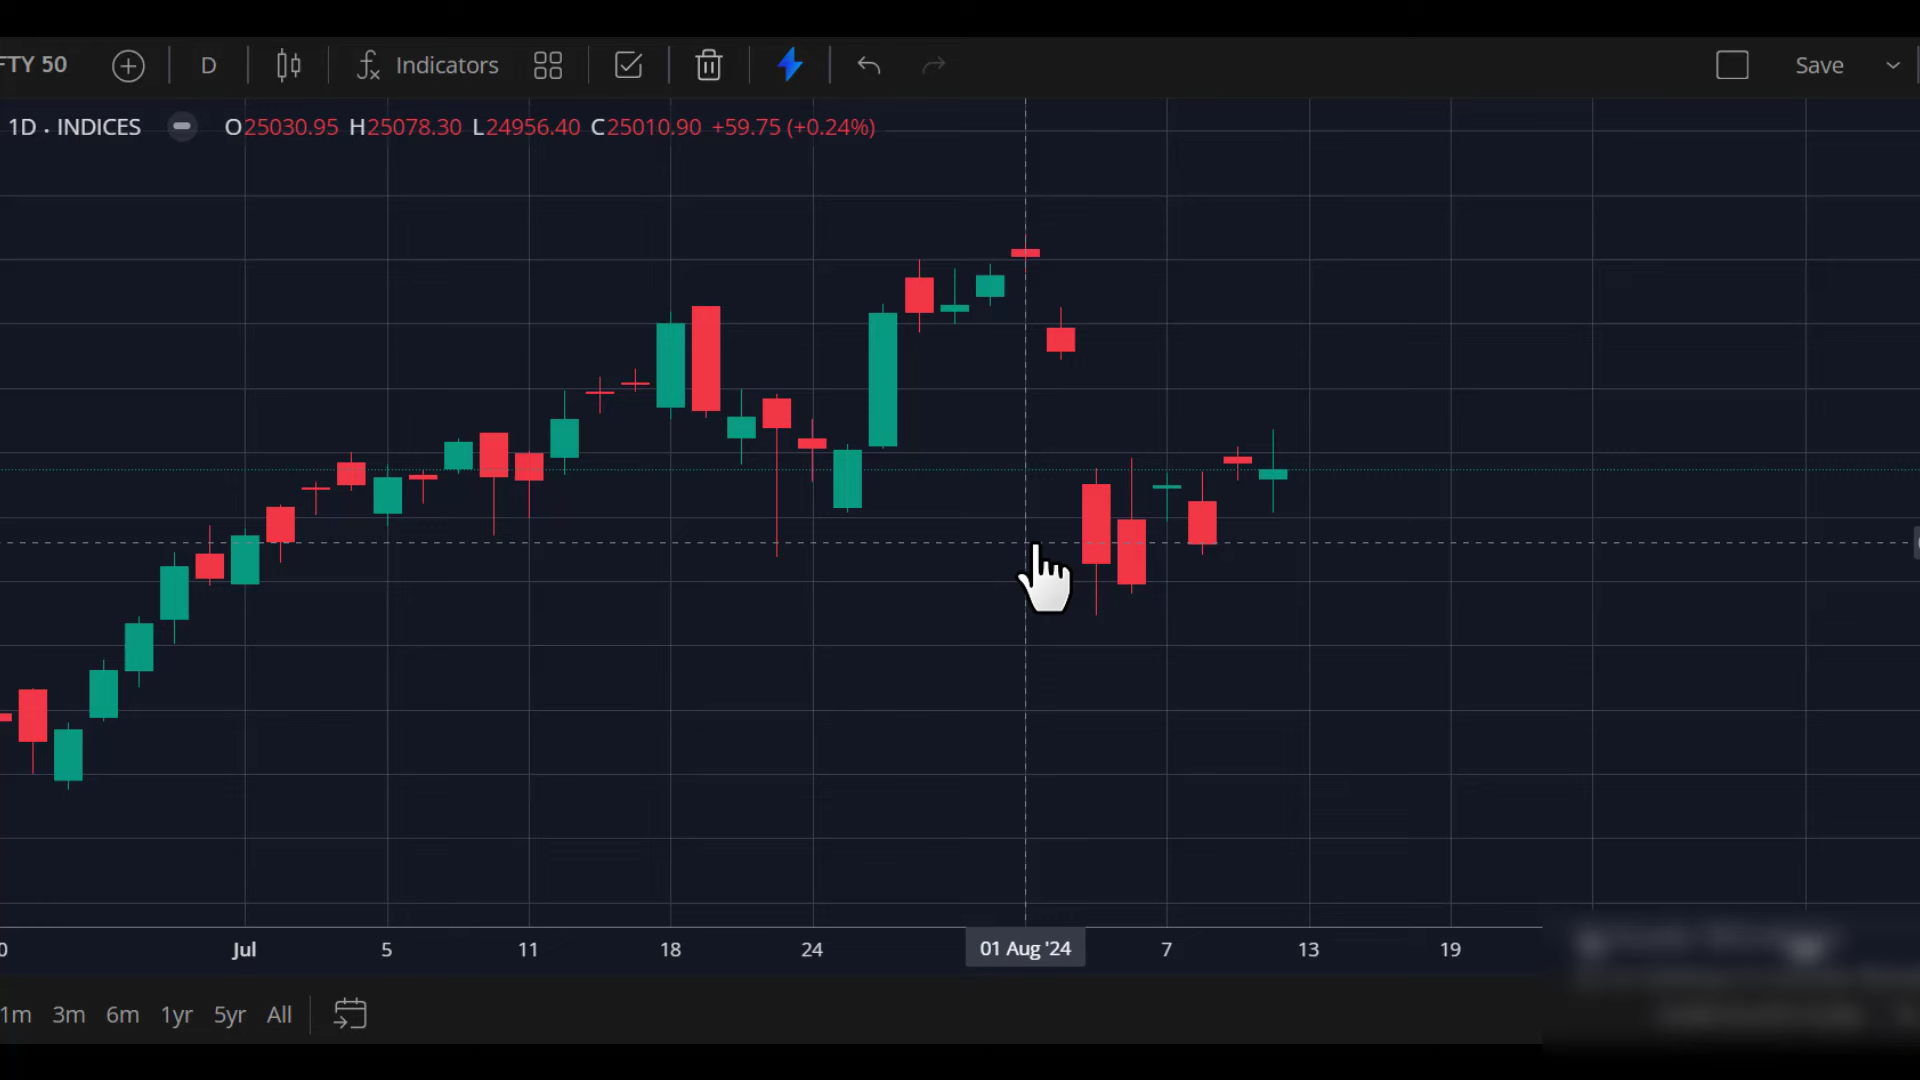 FTY 50 D Indicators Save
1D · INDICES O25030.95 H25078.30 L24956.40 C25010.90 +59.75 (+0.24%)
0 Jul 5 11 18 24 01 Aug '24 7 13 19
1m 3m 6m 1yr 5yr All